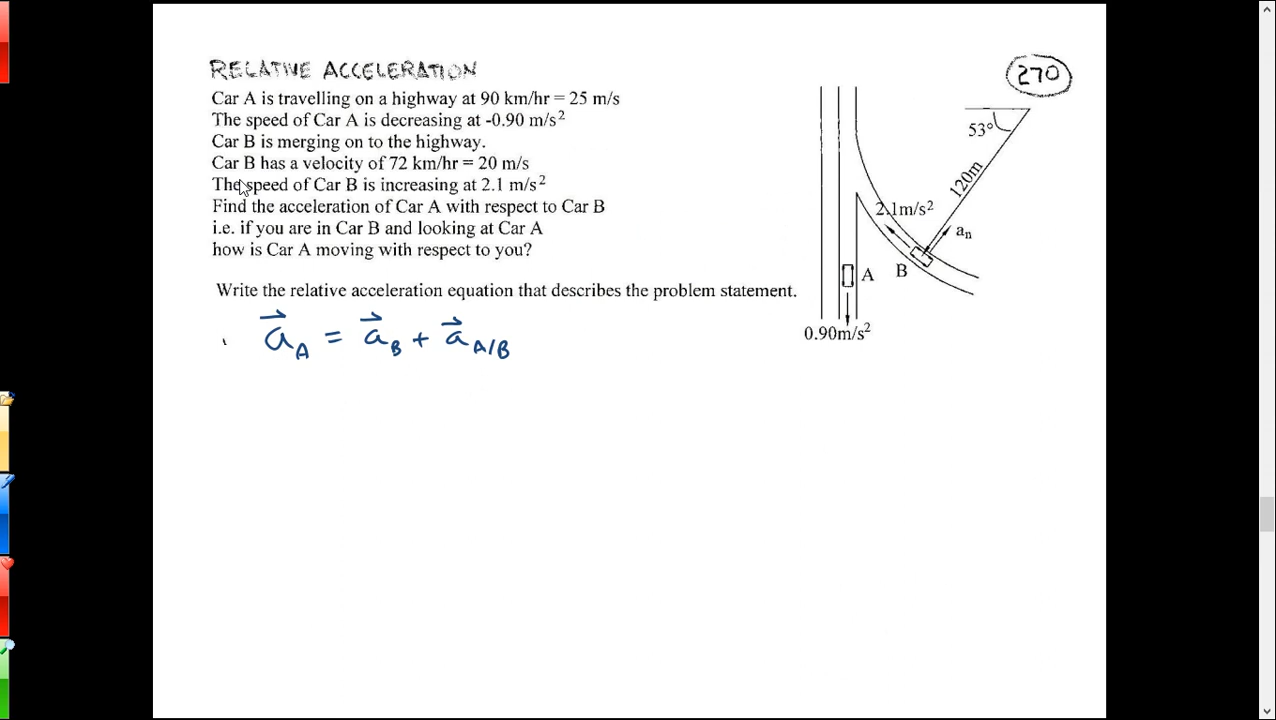 RELATIVE ACCELERATION
270
Car A is travelling on a highway at 90 km/hr = 25 m/s
The speed of Car A is decreasing at -0.90 m/s²
Car B is merging on to the highway.
Car B has a velocity of 72 km/hr = 20 m/s
The speed of Car B is increasing at 2.1 m/s²
Find the acceleration of Car A with respect to Car B
i.e. if you are in Car B and looking at Car A
how is Car A moving with respect to you?
Write the relative acceleration equation that describes the problem statement.
a⃗_A = a⃗_B + a⃗_A/B
53°
120m
2.1m/s²
a_n
A
B
0.90m/s²